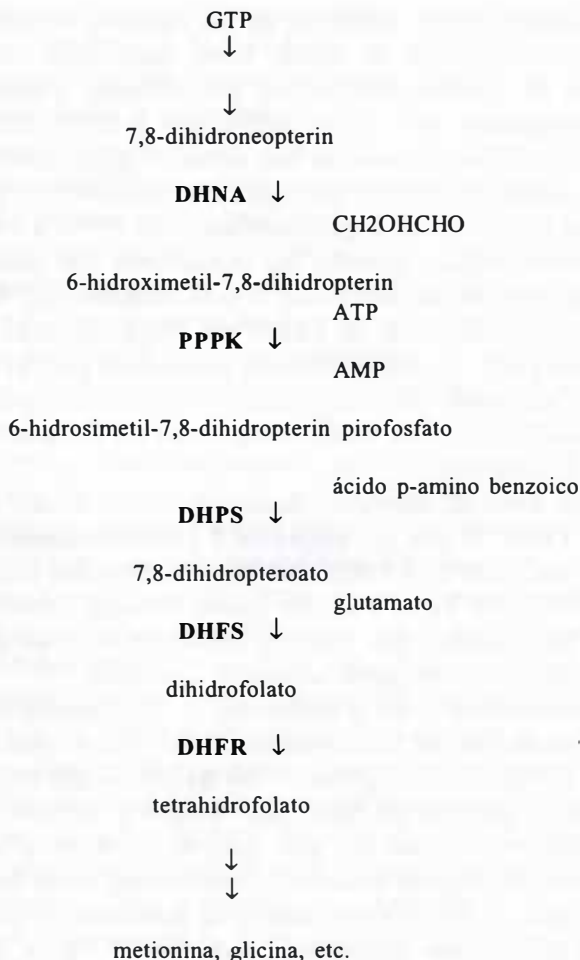 GTP
↓
↓
7,8-dihidroneopterin
DHNA ↓
CH2OHCHO
6-hidroximetil-7,8-dihidropterin
ATP
PPPK ↓
AMP
6-hidrosimetil-7,8-dihidropterin pirofosfato
ácido p-amino benzoico
DHPS ↓
7,8-dihidropteroato
glutamato
DHFS ↓
dihidrofolato
DHFR ↓
tetrahidrofolato
↓
↓
metionina, glicina, etc.